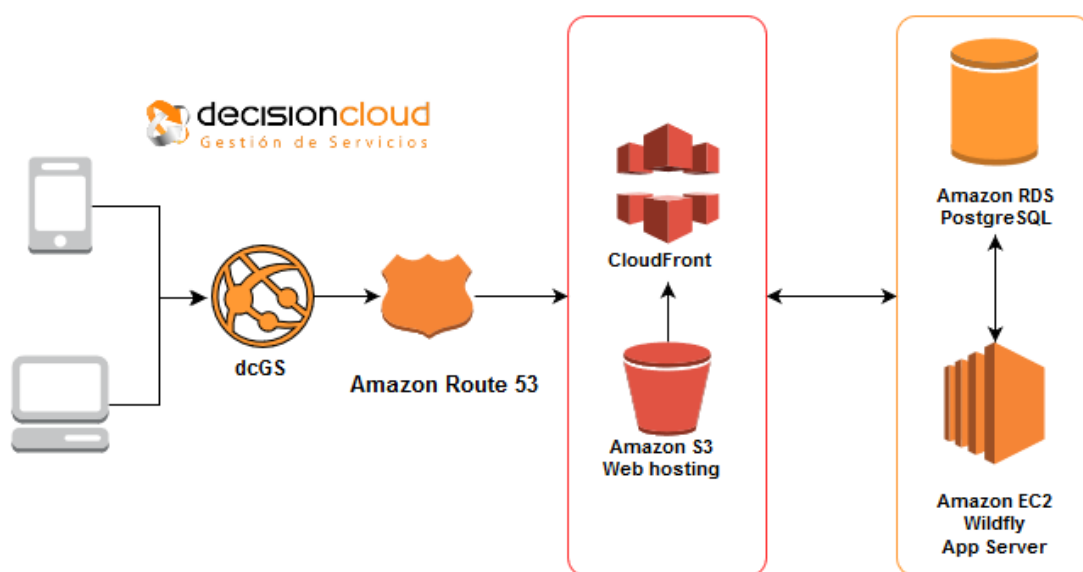 decisioncloud
Gestión de Servicios
dcGS
Amazon Route 53
CloudFront
Amazon S3
Web hosting
Amazon RDS
PostgreSQL
Amazon EC2
Wildfly
App Server